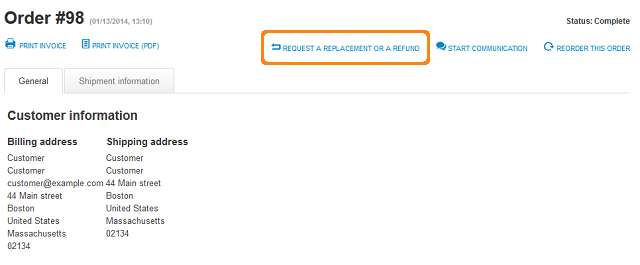 Order #98 (01/13/2014, 13:10) Status: Complete
PRINT INVOICE PRINT INVOICE (PDF) REQUEST A REPLACEMENT OR A REFUND START COMMUNICATION REORDER THIS ORDER
General Shipment information
Customer information
Billing address Shipping address
Customer Customer
Customer Customer
customer@example.com 44 Main street
44 Main street Boston
Boston United States
United States Massachusetts
Massachusetts 02134
02134